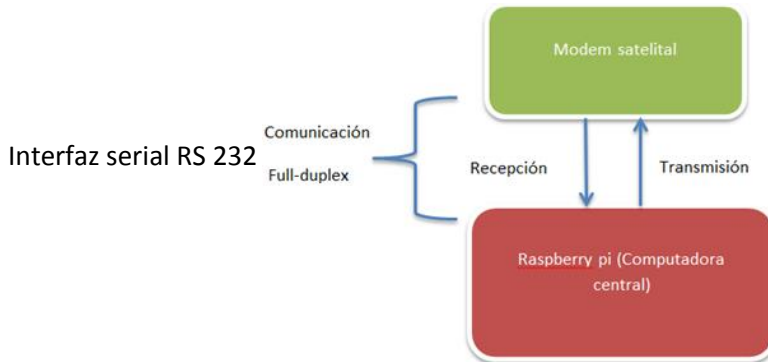 Modem satelital
Interfaz serial RS 232
Comunicación
Full-duplex
Recepción
Transmisión
Raspberry pi (Computadora
central)